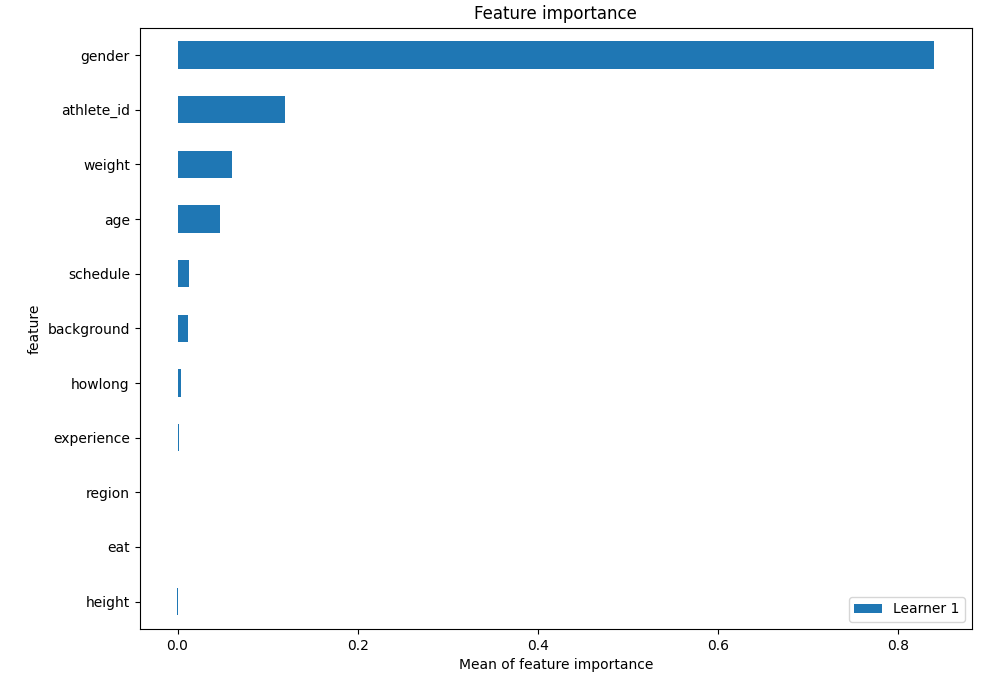 Feature importance
gender
athlete_id
weight
age
schedule
background
howlong
experience
region
eat
height
feature
Learner 1
0.0 0.2 0.4 0.6 0.8
Mean of feature importance